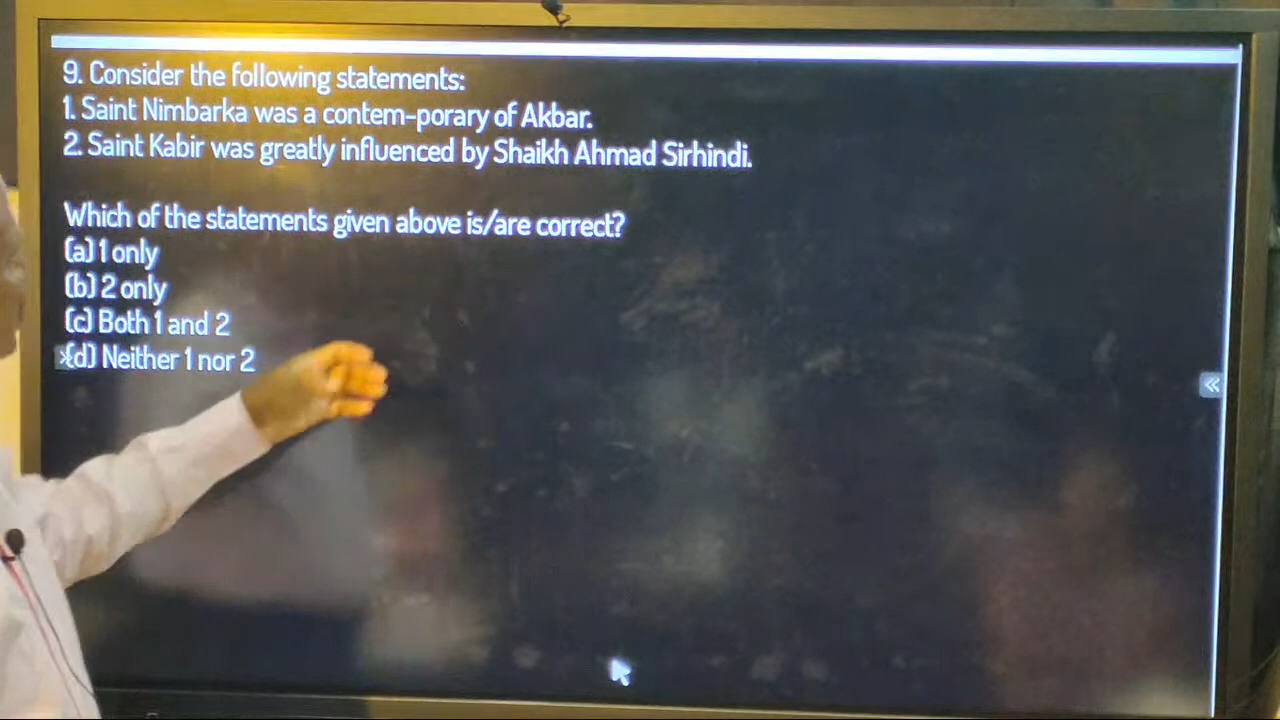 9. Consider the following statements:
1. Saint Nimbarka was a contem-porary of Akbar.
2. Saint Kabir was greatly influenced by Shaikh Ahmad Sirhindi.
Which of the statements given above is/are correct?
(a) 1 only
(b) 2 only
(c) Both 1 and 2
(d) Neither 1 nor 2